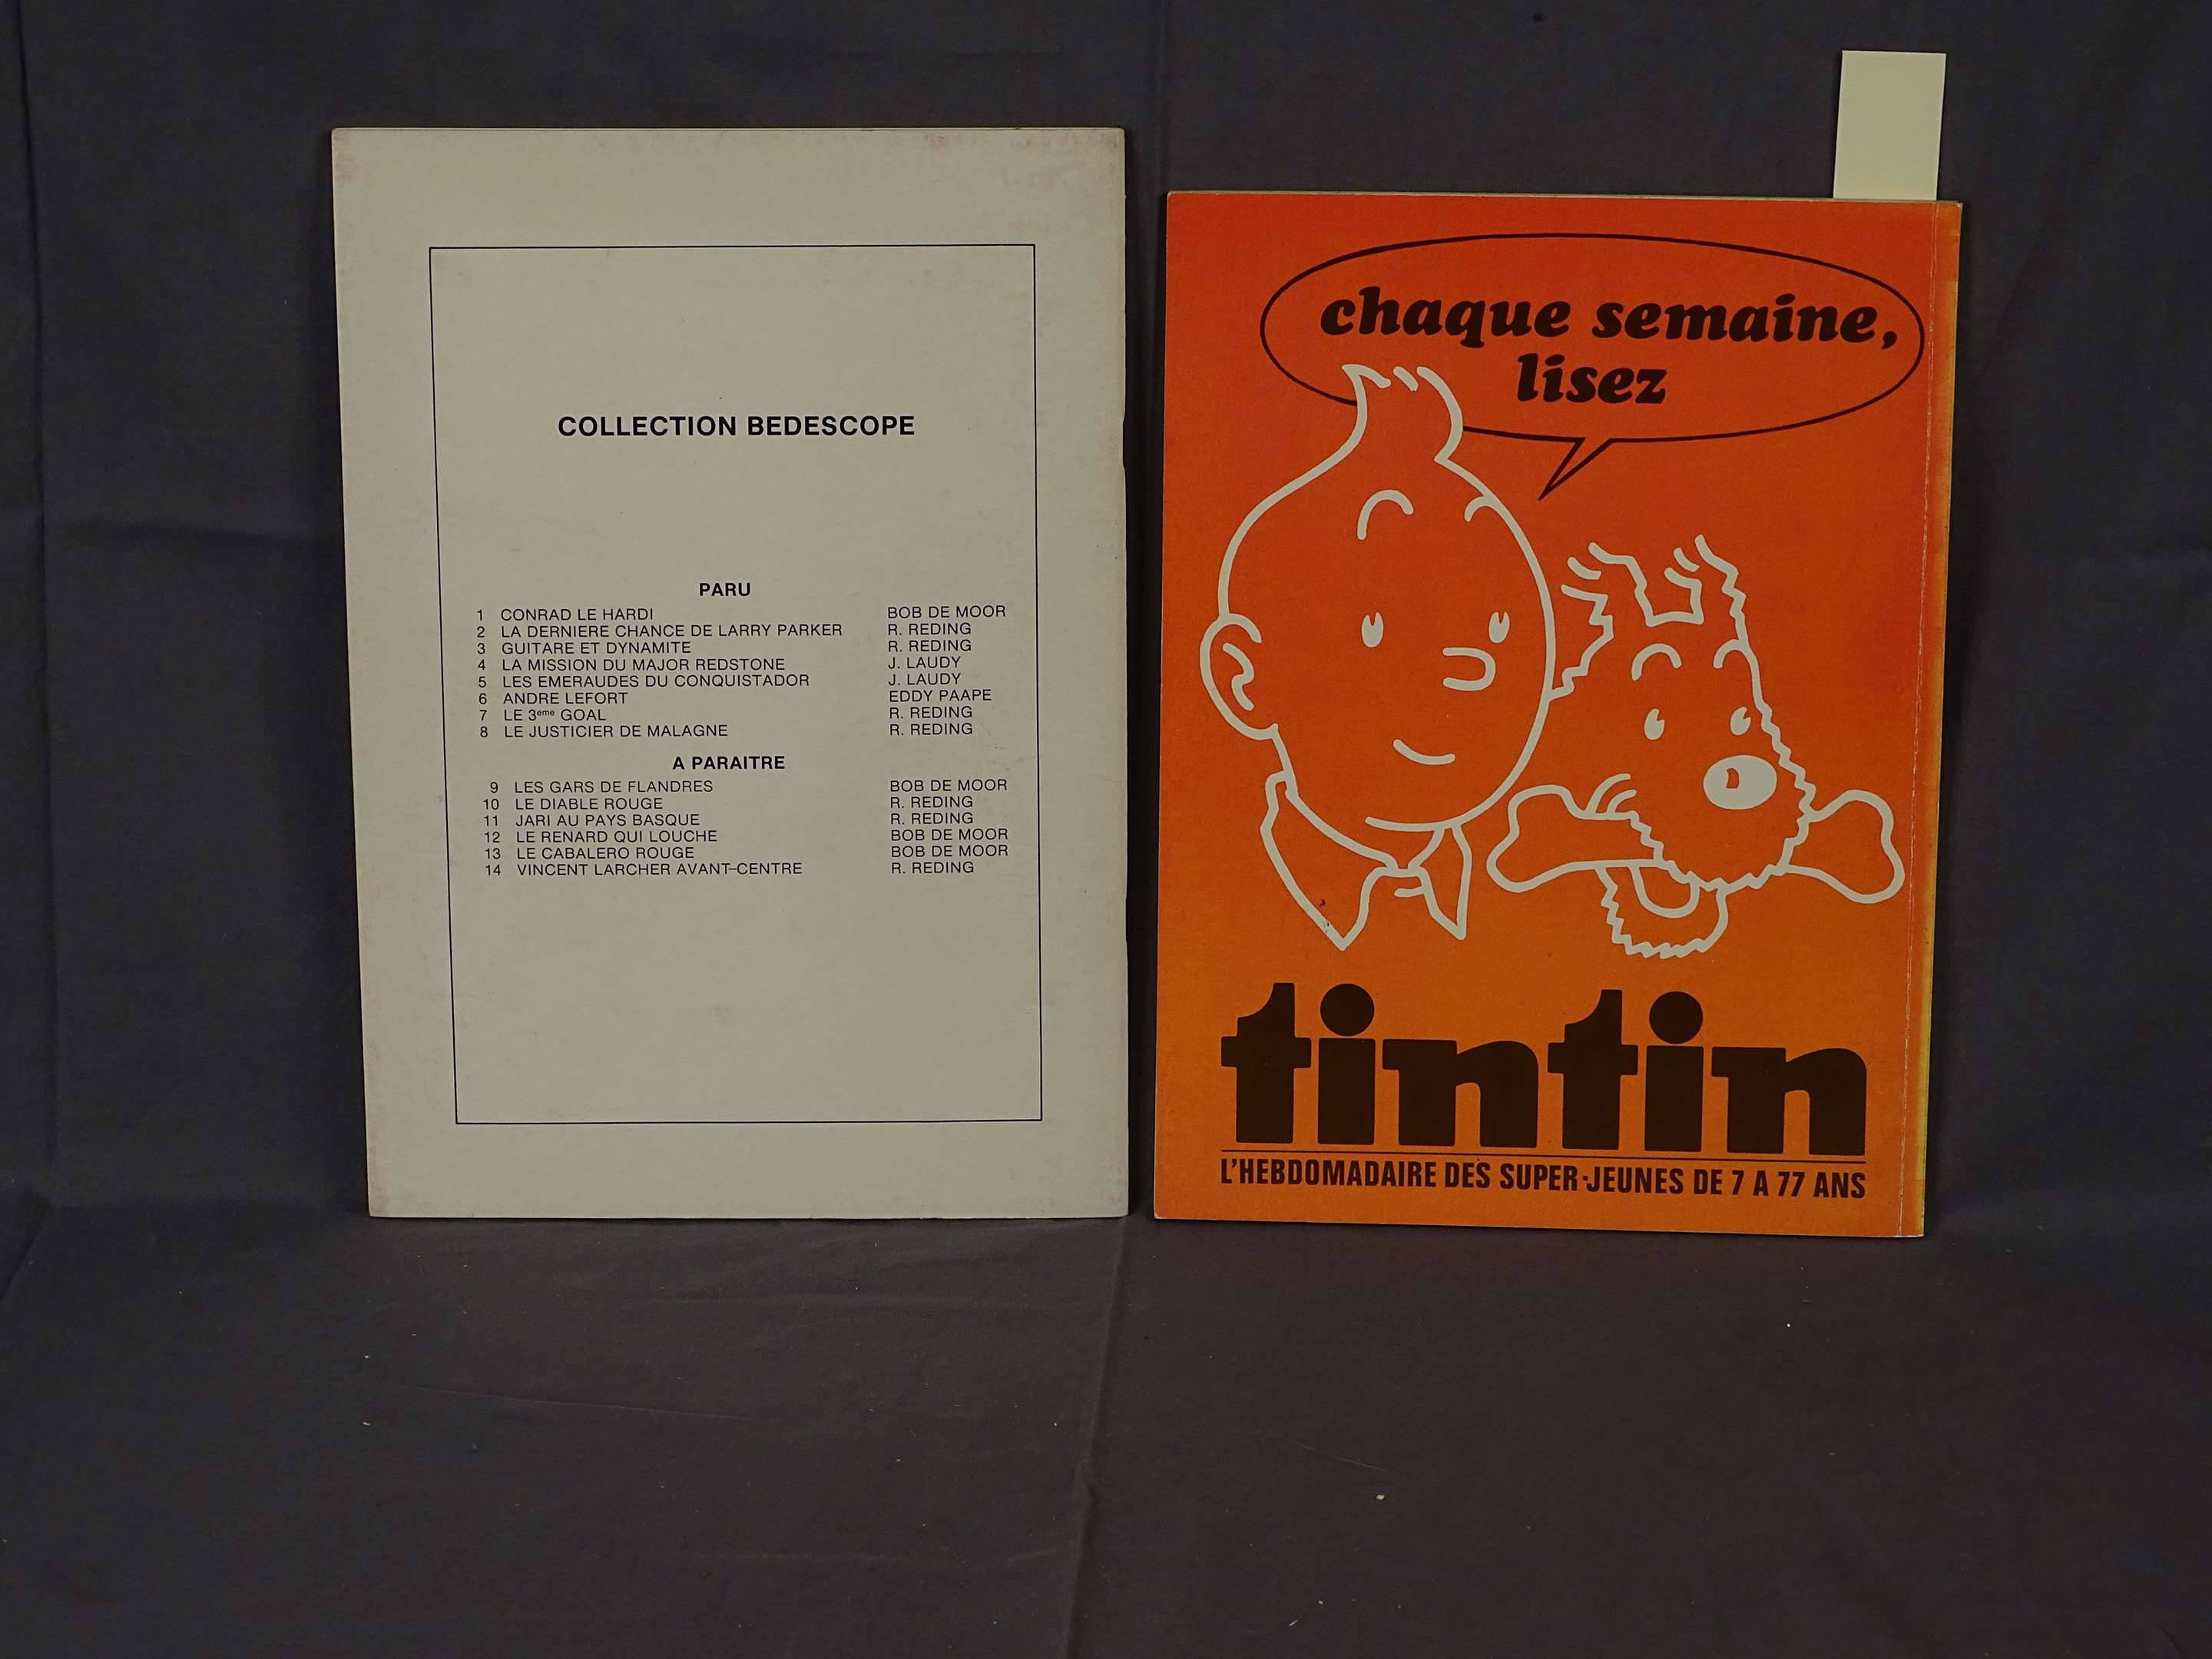 COLLECTION BEDESCOPE
PARU
1 CONRAD LE HARDI BOB DE MOOR
2 LA DERNIERE CHANCE DE LARRY PARKER R. REDING
3 GUITARE ET DYNAMITE R. REDING
4 LA MISSION DU MAJOR REDSTONE J. LAUDY
5 LES EMERAUDES DU CONQUISTADOR J. LAUDY
6 ANDRE LEFORT EDDY PAAPE
7 LE 3eme GOAL R. REDING
8 LE JUSTICIER DE MALAGNE R. REDING
A PARAITRE
9 LES GARS DE FLANDRES BOB DE MOOR
10 LE DIABLE ROUGE R. REDING
11 JARI AU PAYS BASQUE R. REDING
12 LE RENARD QUI LOUCHE BOB DE MOOR
13 LE CABALERO ROUGE BOB DE MOOR
14 VINCENT LARCHER AVANT-CENTRE R. REDING
chaque semaine,
lisez
tintin
L'HEBDOMADAIRE DES SUPER-JEUNES DE 7 A 77 ANS